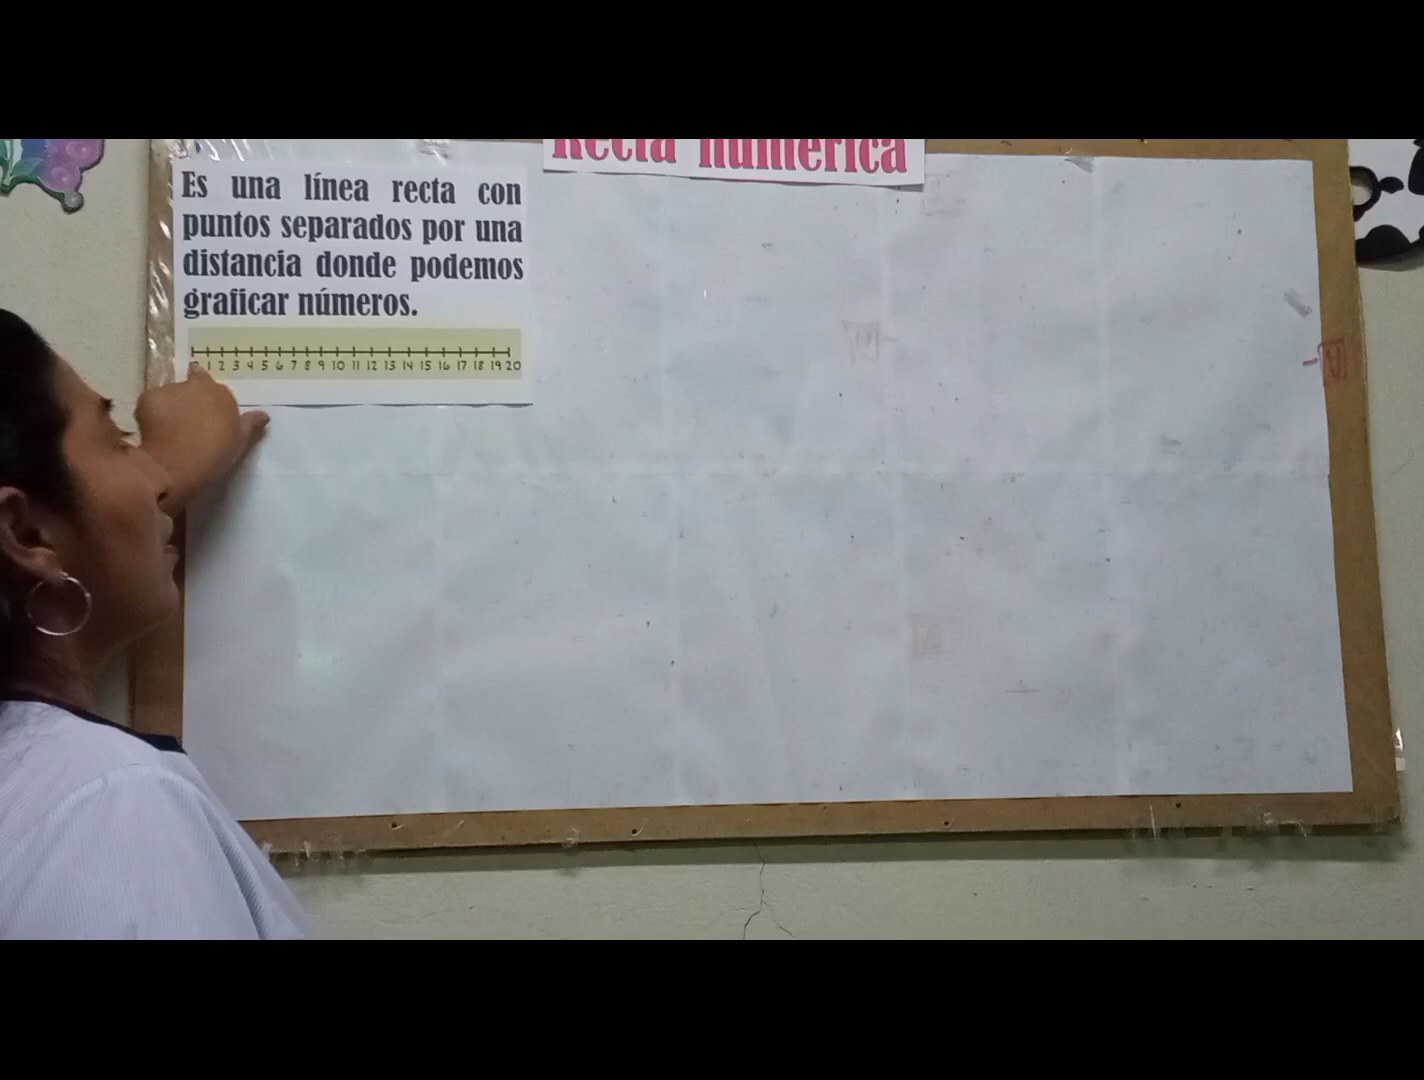 Recta numérica
Es una línea recta con
puntos separados por una
distancia donde podemos
graficar números.
1 2 3 4 5 6 7 8 9 10 11 12 13 14 15 16 17 18 19 20